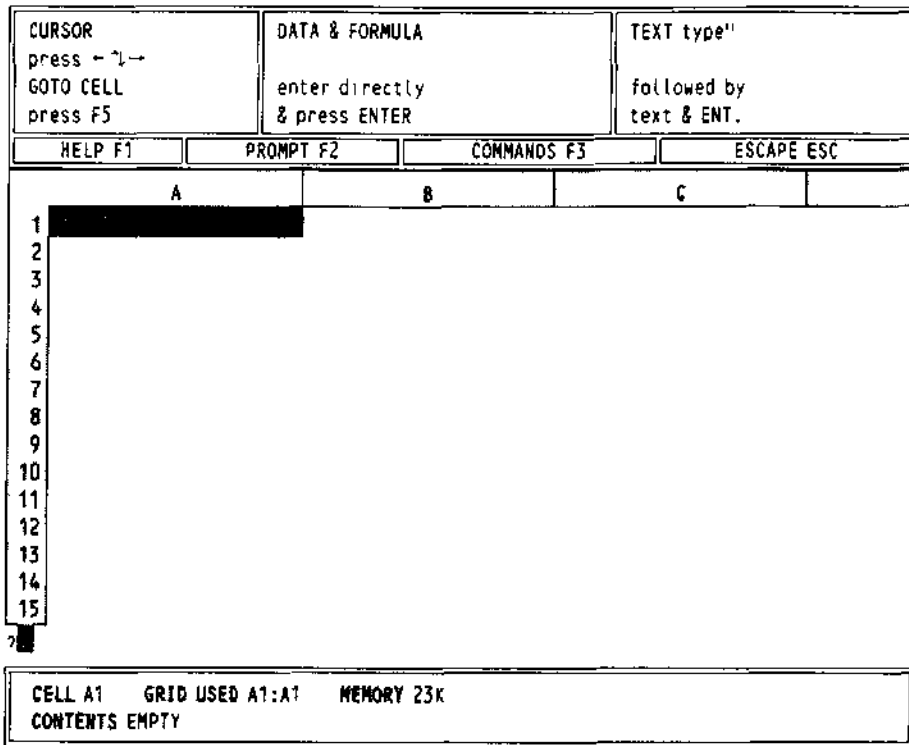 CURSOR
press ←↑↓→
GOTO CELL
press F5
DATA & FORMULA
enter directly
& press ENTER
TEXT type"
followed by
text & ENT.
HELP F1 PROMPT F2 COMMANDS F3 ESCAPE ESC
A B C
1
2
3
4
5
6
7
8
9
10
11
12
13
14
15
?
CELL A1 GRID USED A1:A1 MEMORY 23K
CONTENTS EMPTY